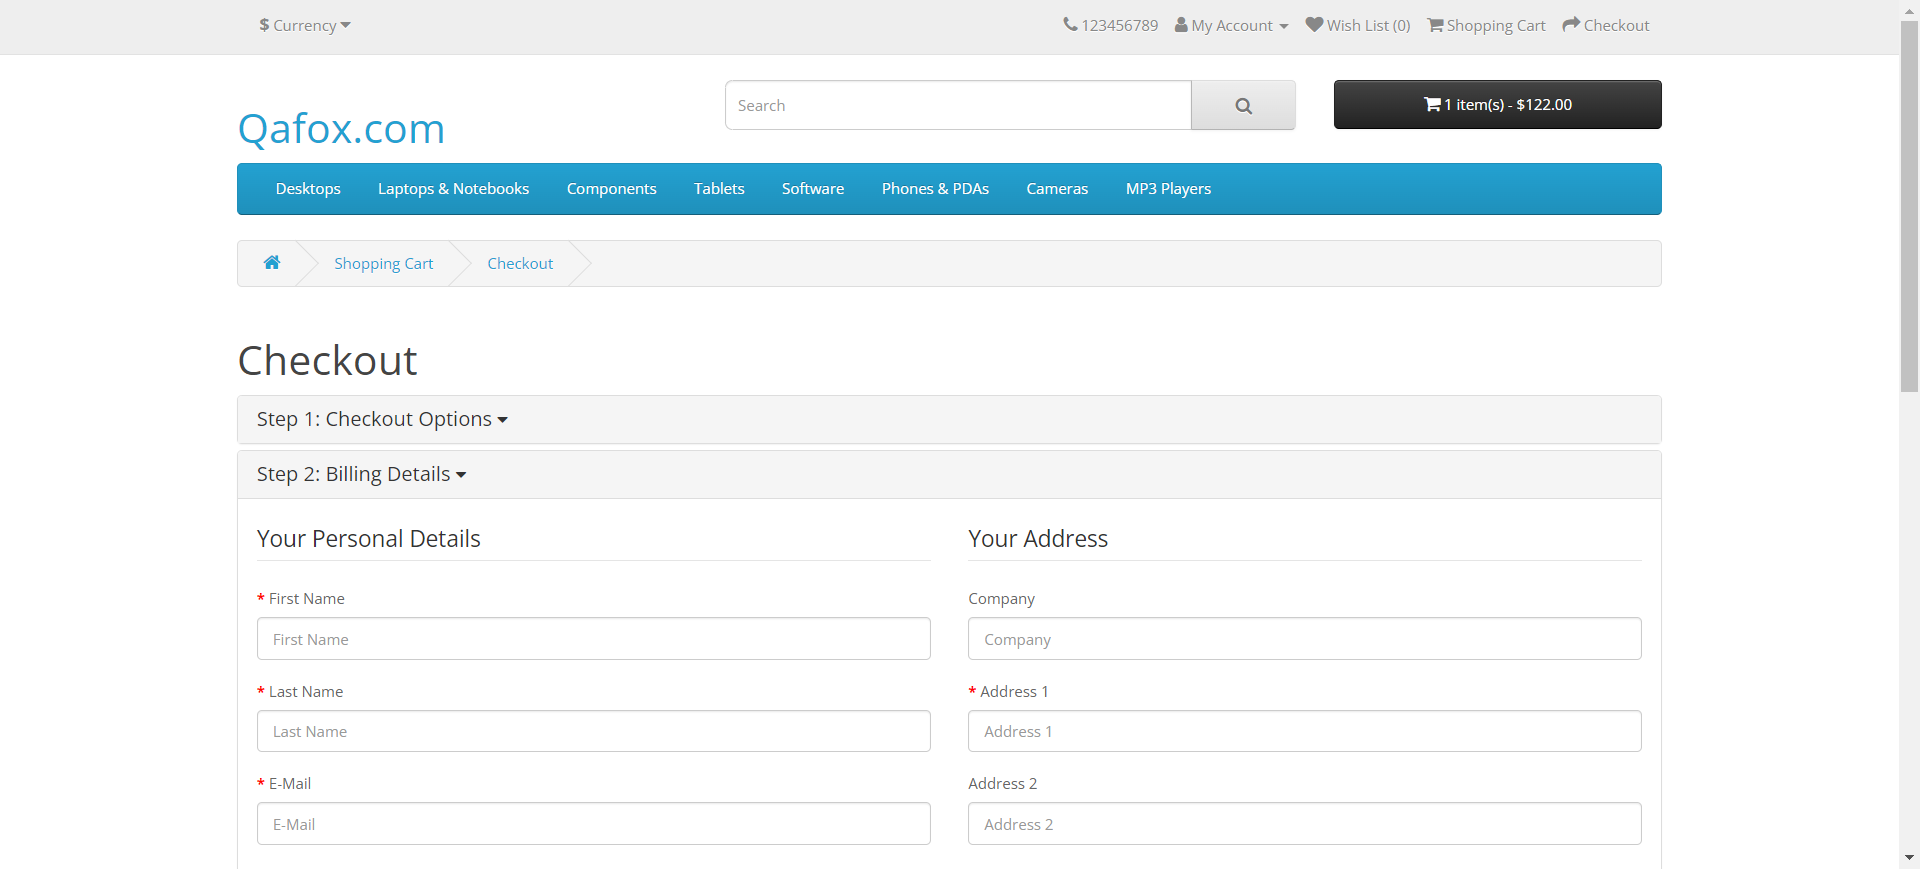 $ Currency
123456789 My Account Wish List (0) Shopping Cart Checkout
Qafox.com
Search
1 item(s) - $122.00
Desktops Laptops & Notebooks Components Tablets Software Phones & PDAs Cameras MP3 Players
Shopping Cart Checkout
Checkout
Step 1: Checkout Options
Step 2: Billing Details
Your Personal Details
* First Name
First Name
* Last Name
Last Name
* E-Mail
E-Mail
Your Address
Company
Company
* Address 1
Address 1
Address 2
Address 2